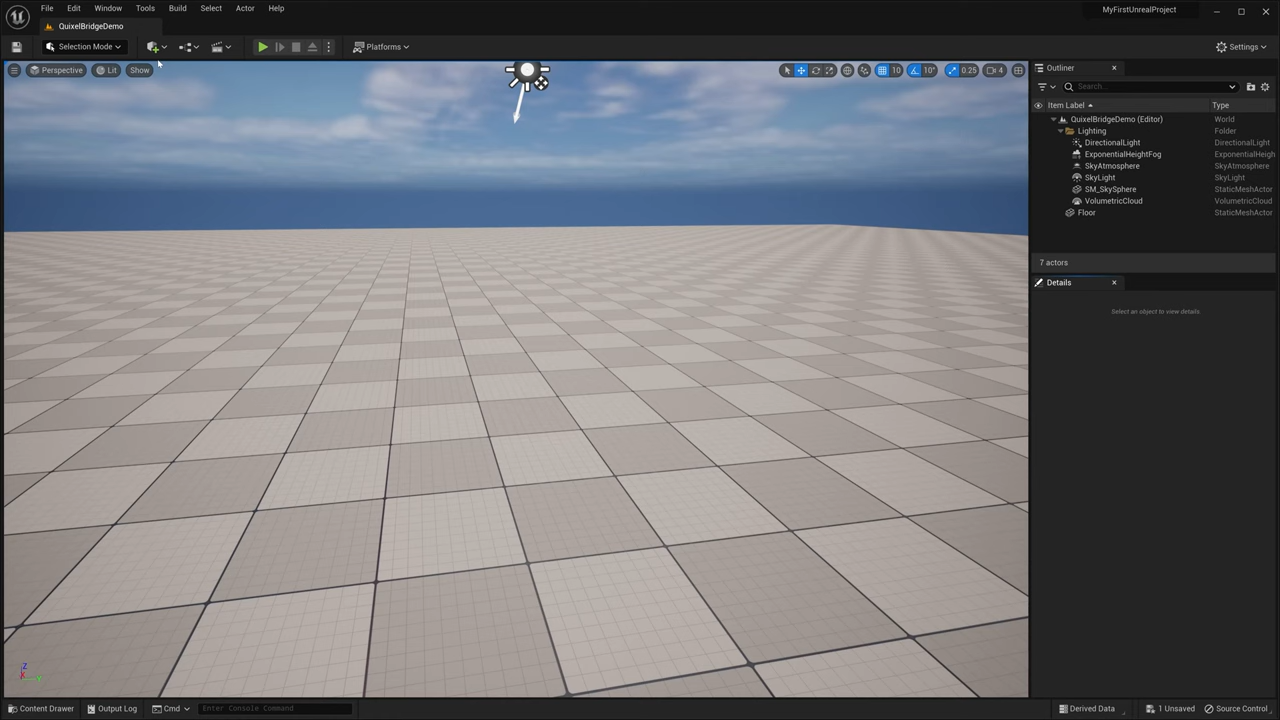 File Edit Window Tools Build Select Actor Help
MyFirstUnrealProject
QuixelBridgeDemo
Selection Mode
Platforms
Settings
Perspective Lit Show
10 10° 0.25 4
Outliner
Search...
Item Label Type
QuixelBridgeDemo (Editor) World
Lighting Folder
DirectionalLight DirectionalLight
ExponentialHeightFog ExponentialHeigh
SkyAtmosphere SkyAtmosphere
SkyLight SkyLight
SM_SkySphere StaticMeshActor
VolumetricCloud VolumetricCloud
Floor StaticMeshActor
7 actors
Details
Select an object to view details
Z
X Y
Content Drawer Output Log Cmd Enter Console Command Derived Data 1 Unsaved Source Control